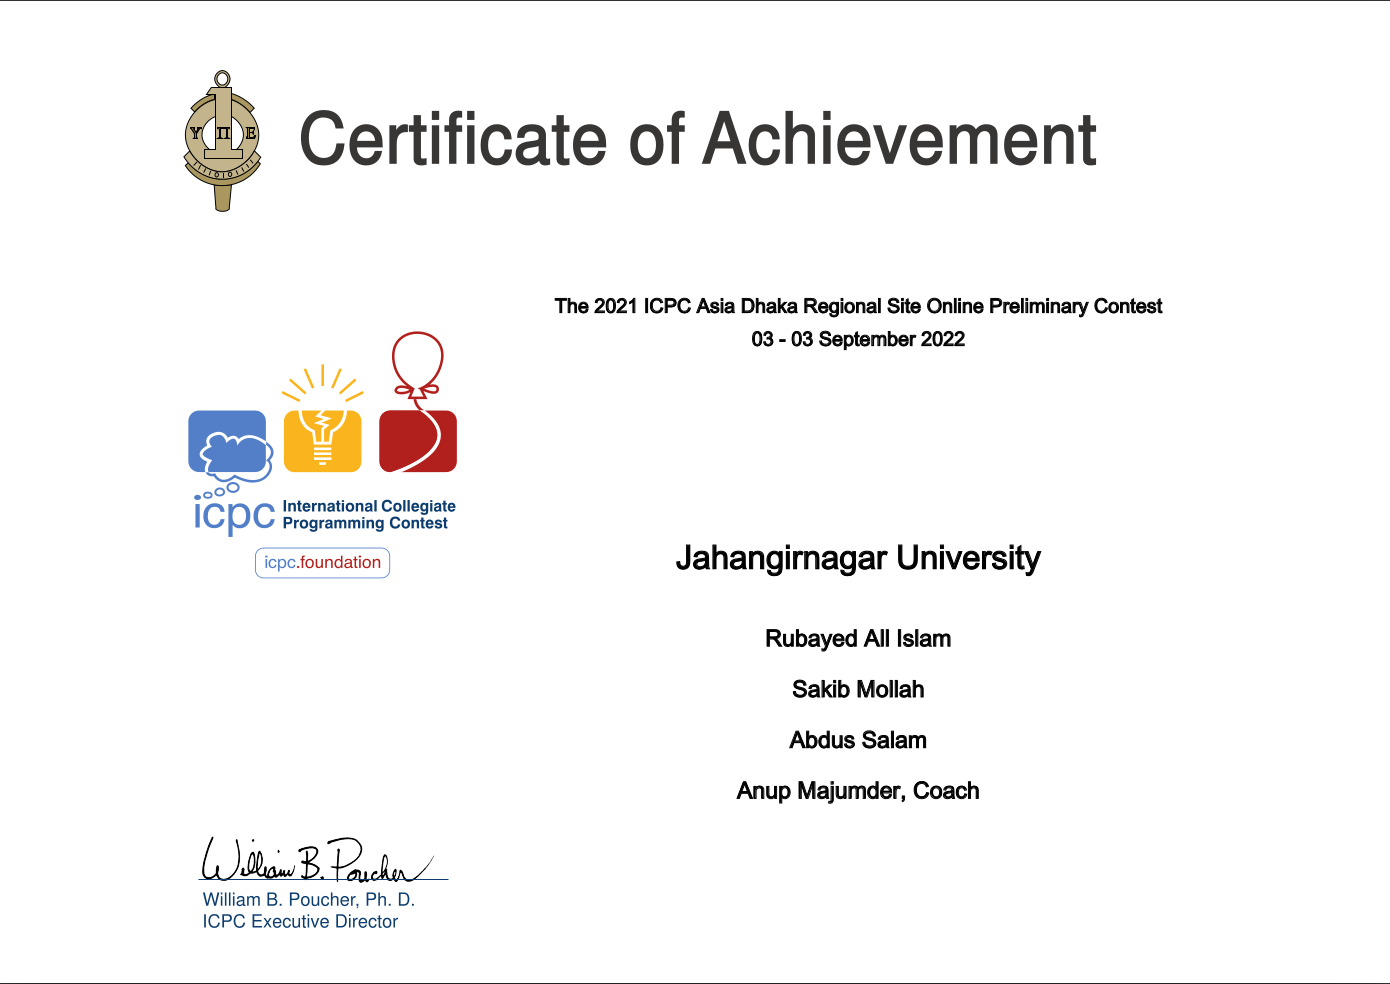 Υ Π Ε
Certificate of Achievement
The 2021 ICPC Asia Dhaka Regional Site Online Preliminary Contest
03 - 03 September 2022
icpc International Collegiate
Programming Contest
icpc.foundation
Jahangirnagar University
Rubayed All Islam
Sakib Mollah
Abdus Salam
Anup Majumder, Coach
William B. Poucher
William B. Poucher, Ph. D.
ICPC Executive Director